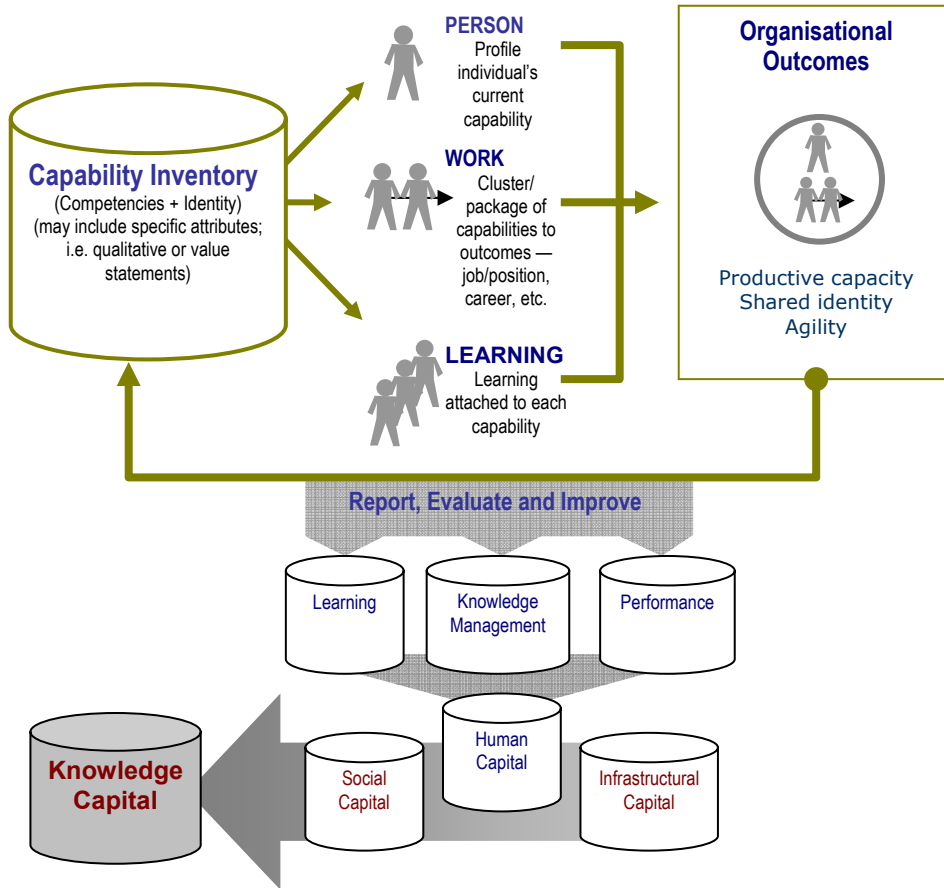 PERSON
Profile
individual's
current
capability
Organisational
Outcomes
Capability Inventory
(Competencies + Identity)
(may include specific attributes;
i.e. qualitative or value
statements)
WORK
Cluster/
package of
capabilities to
outcomes —
job/position,
career, etc.
Productive capacity
Shared identity
Agility
LEARNING
Learning
attached to each
capability
Report, Evaluate and Improve
Learning
Knowledge
Management
Performance
Knowledge
Capital
Social
Capital
Human
Capital
Infrastructural
Capital